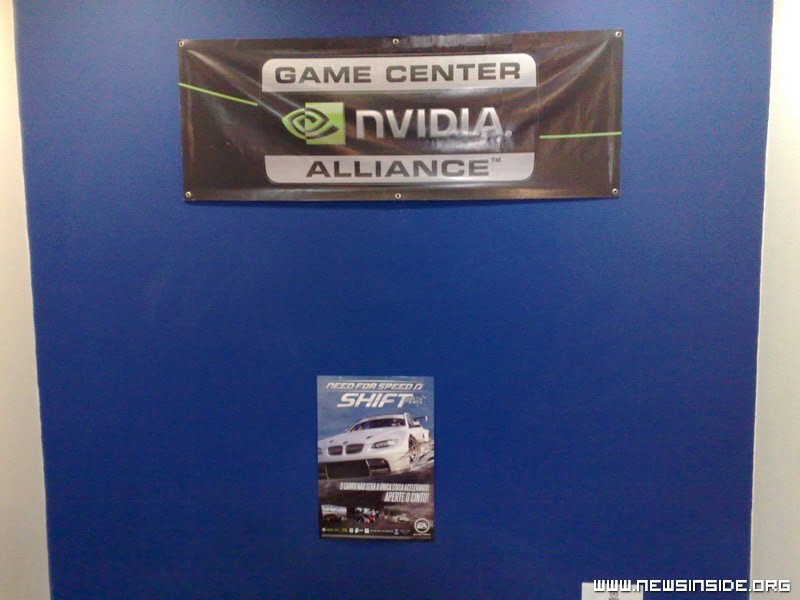 GAME CENTER
NVIDIA.
ALLIANCE™
NEED FOR SPEED
SHIFT
O CARRO NÃO SERÁ A ÚNICA COISA ACELERANDO
APERTE O CINTO!
EA
WWW.NEWSINSIDE.ORG